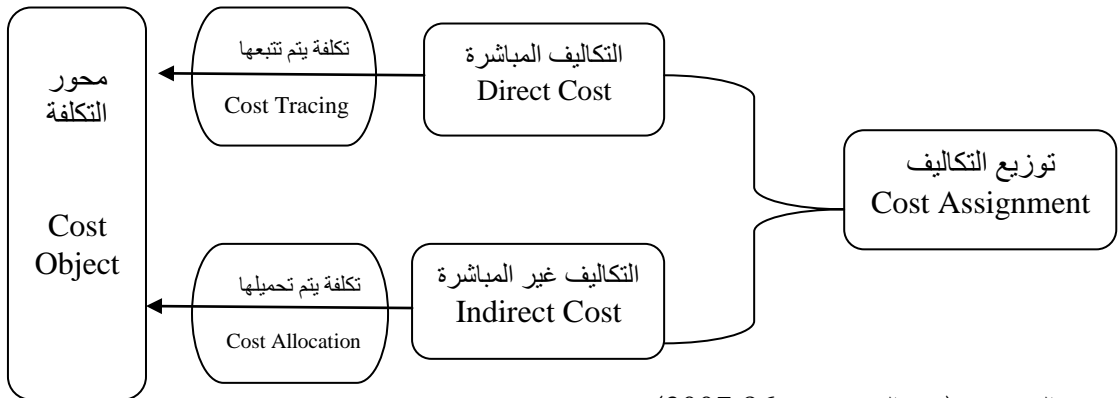 توزيع التكاليف
Cost Assignment
التكاليف المباشرة
Direct Cost
تكلفة يتم تتبعها
Cost Tracing
التكاليف غير المباشرة
Indirect Cost
تكلفة يتم تحميلها
Cost Allocation
محور
التكلفة
Cost
Object